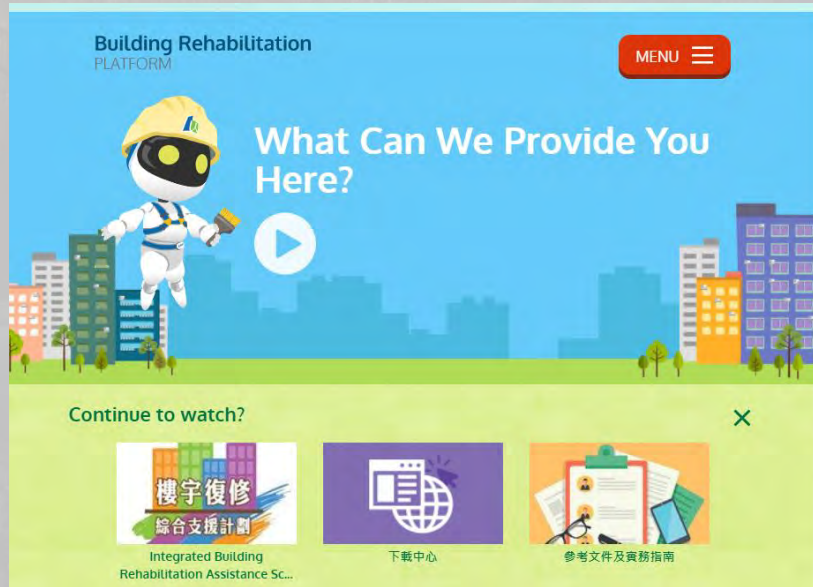 Building Rehabilitation
PLATFORM
MENU
What Can We Provide You
Here?
Continue to watch?
樓宇復修
綜合支援計劃
Integrated Building
Rehabilitation Assistance Sc...
下載中心
參考文件及實務指南